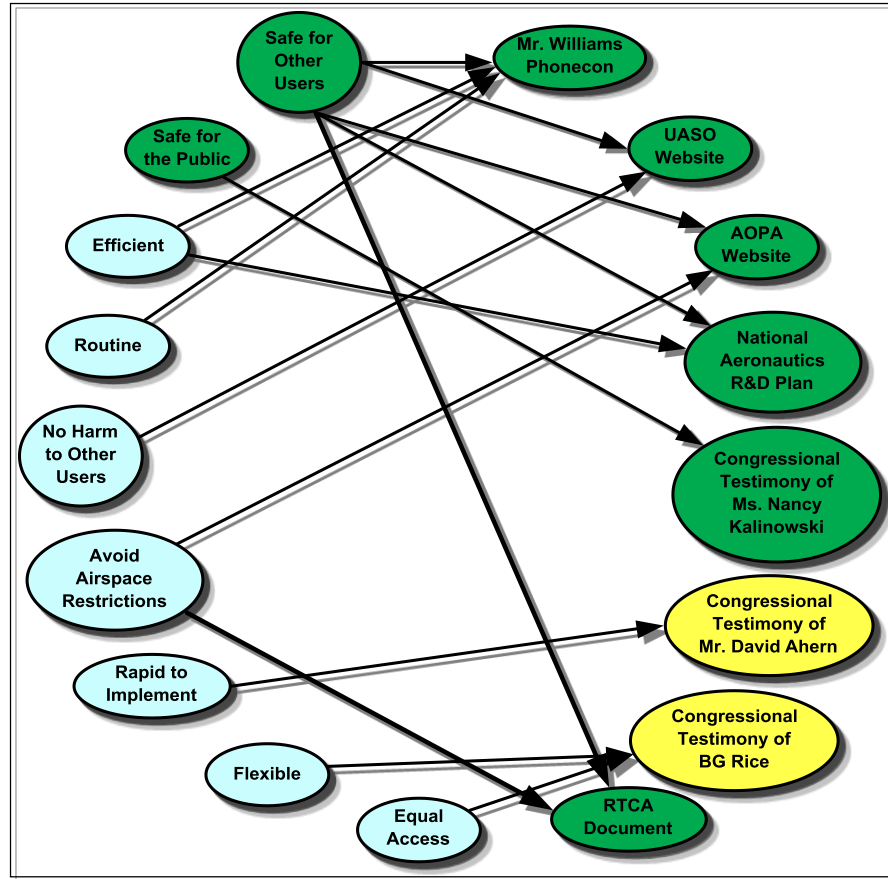 Safe for
Other
Users
Mr. Williams
Phonecon
Safe for
the Public
UASO
Website
Efficient
AOPA
Website
Routine
National
Aeronautics
R&D Plan
No Harm
to Other
Users
Congressional
Testimony of
Ms. Nancy
Kalinowski
Avoid
Airspace
Restrictions
Congressional
Testimony of
Mr. David Ahern
Rapid to
Implement
Congressional
Testimony of
BG Rice
Flexible
Equal
Access
RTCA
Document